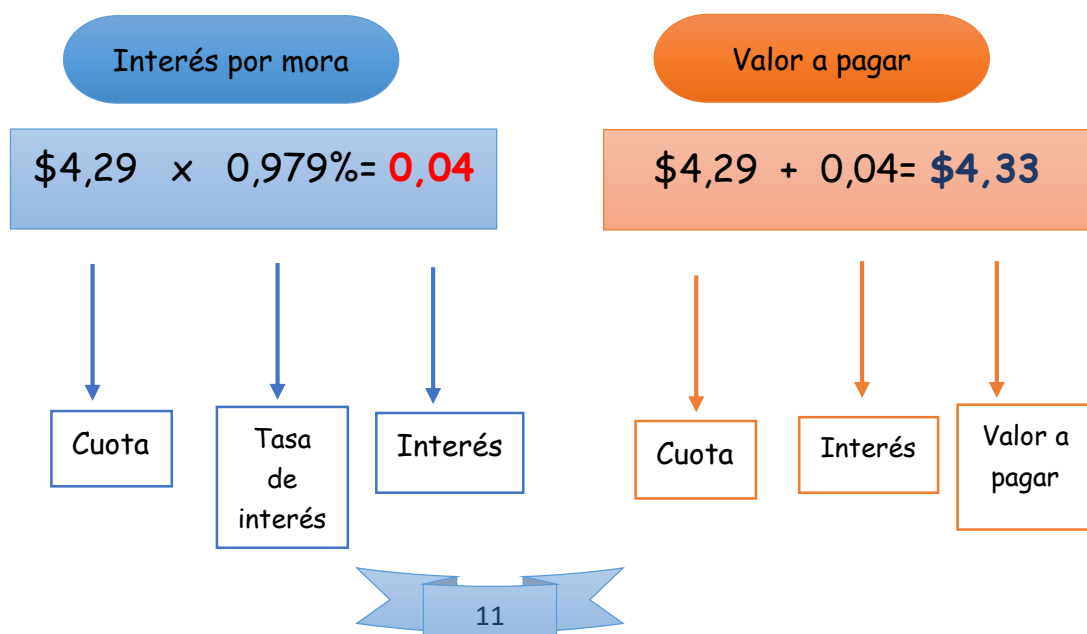 Interés por mora
$4,29 x 0,979%= 0,04
Cuota
Tasa
de
interés
Interés
Valor a pagar
$4,29 + 0,04= $4,33
Cuota
Interés
Valor a
pagar
11